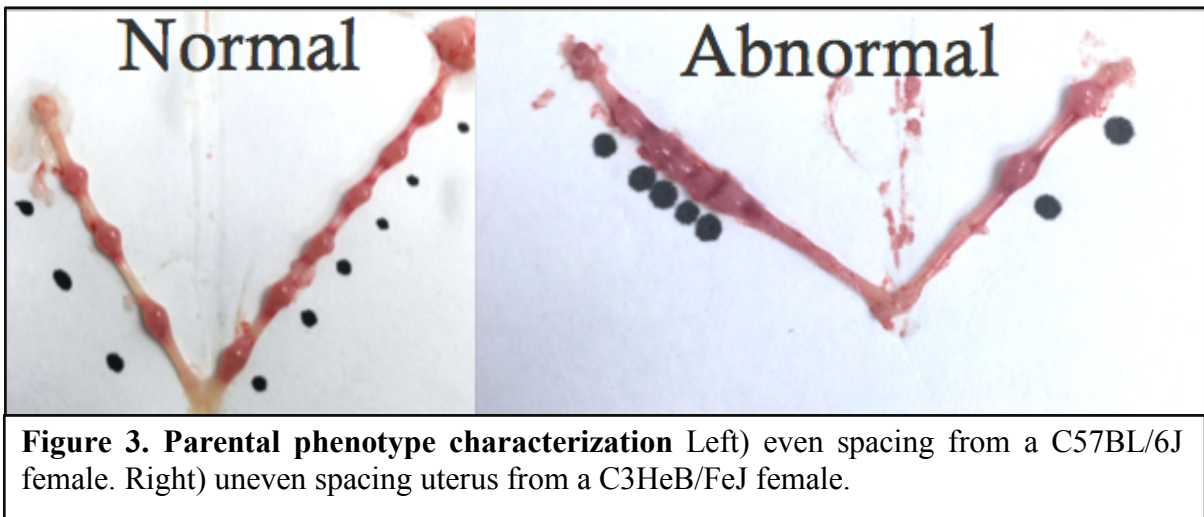 Normal
Abnormal
Figure 3. Parental phenotype characterization Left) even spacing from a C57BL/6J
female. Right) uneven spacing uterus from a C3HeB/FeJ female.